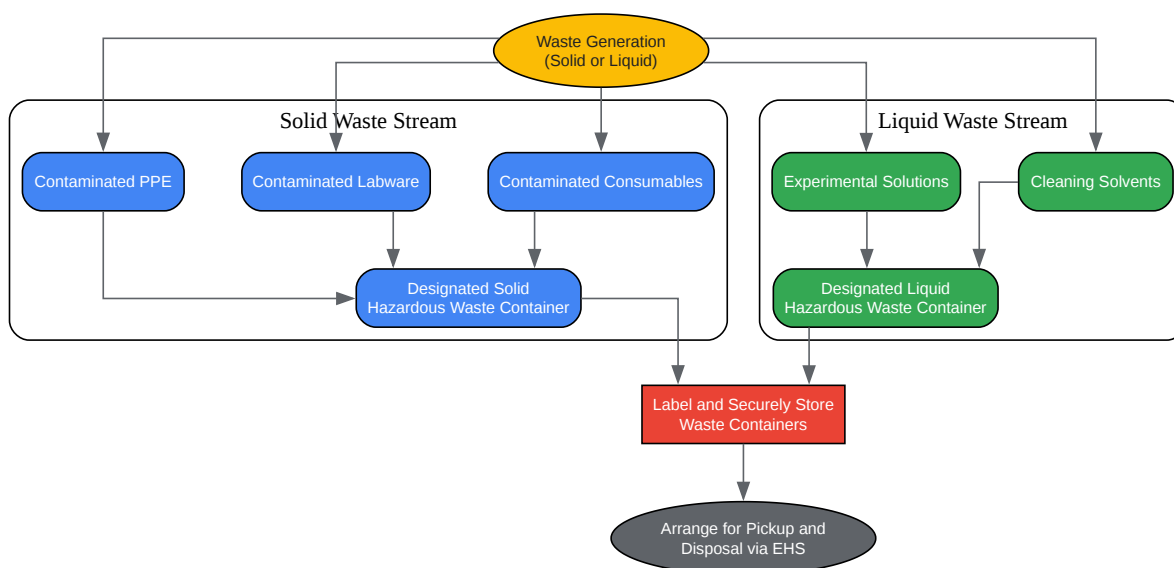 Waste Generation
(Solid or Liquid)
Solid Waste Stream
Liquid Waste Stream
Contaminated PPE
Contaminated Labware
Contaminated Consumables
Experimental Solutions
Cleaning Solvents
Designated Solid
Hazardous Waste Container
Designated Liquid
Hazardous Waste Container
Label and Securely Store
Waste Containers
Arrange for Pickup and
Disposal via EHS